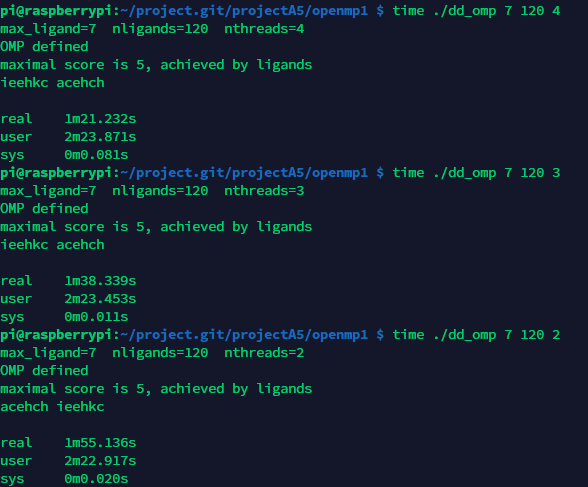 pi@raspberrypi:~/project.git/projectA5/openmp1 $ time ./dd_omp 7 120 4
max_ligand=7  nligands=120  nthreads=4
OMP defined
maximal score is 5, achieved by ligands
ieehkc acehch

real    1m21.232s
user    2m23.871s
sys     0m0.081s
pi@raspberrypi:~/project.git/projectA5/openmp1 $ time ./dd_omp 7 120 3
max_ligand=7  nligands=120  nthreads=3
OMP defined
maximal score is 5, achieved by ligands
ieehkc acehch

real    1m38.339s
user    2m23.453s
sys     0m0.011s
pi@raspberrypi:~/project.git/projectA5/openmp1 $ time ./dd_omp 7 120 2
max_ligand=7  nligands=120  nthreads=2
OMP defined
maximal score is 5, achieved by ligands
acehch ieehkc

real    1m55.136s
user    2m22.917s
sys     0m0.020s